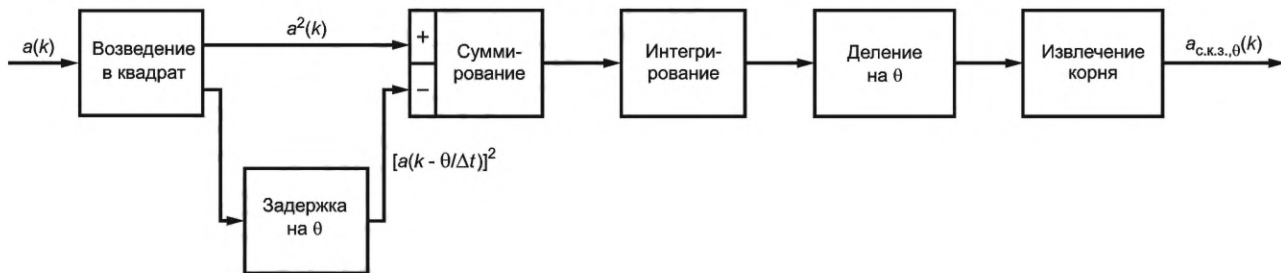 a(k)
Возведение
в квадрат
a²(k)
+
−
Сумми-
рование
Интегри-
рование
Деление
на θ
Извлечение
корня
a с.к.з.,θ(k)
[a(k - θ/Δt)]²
Задержка
на θ